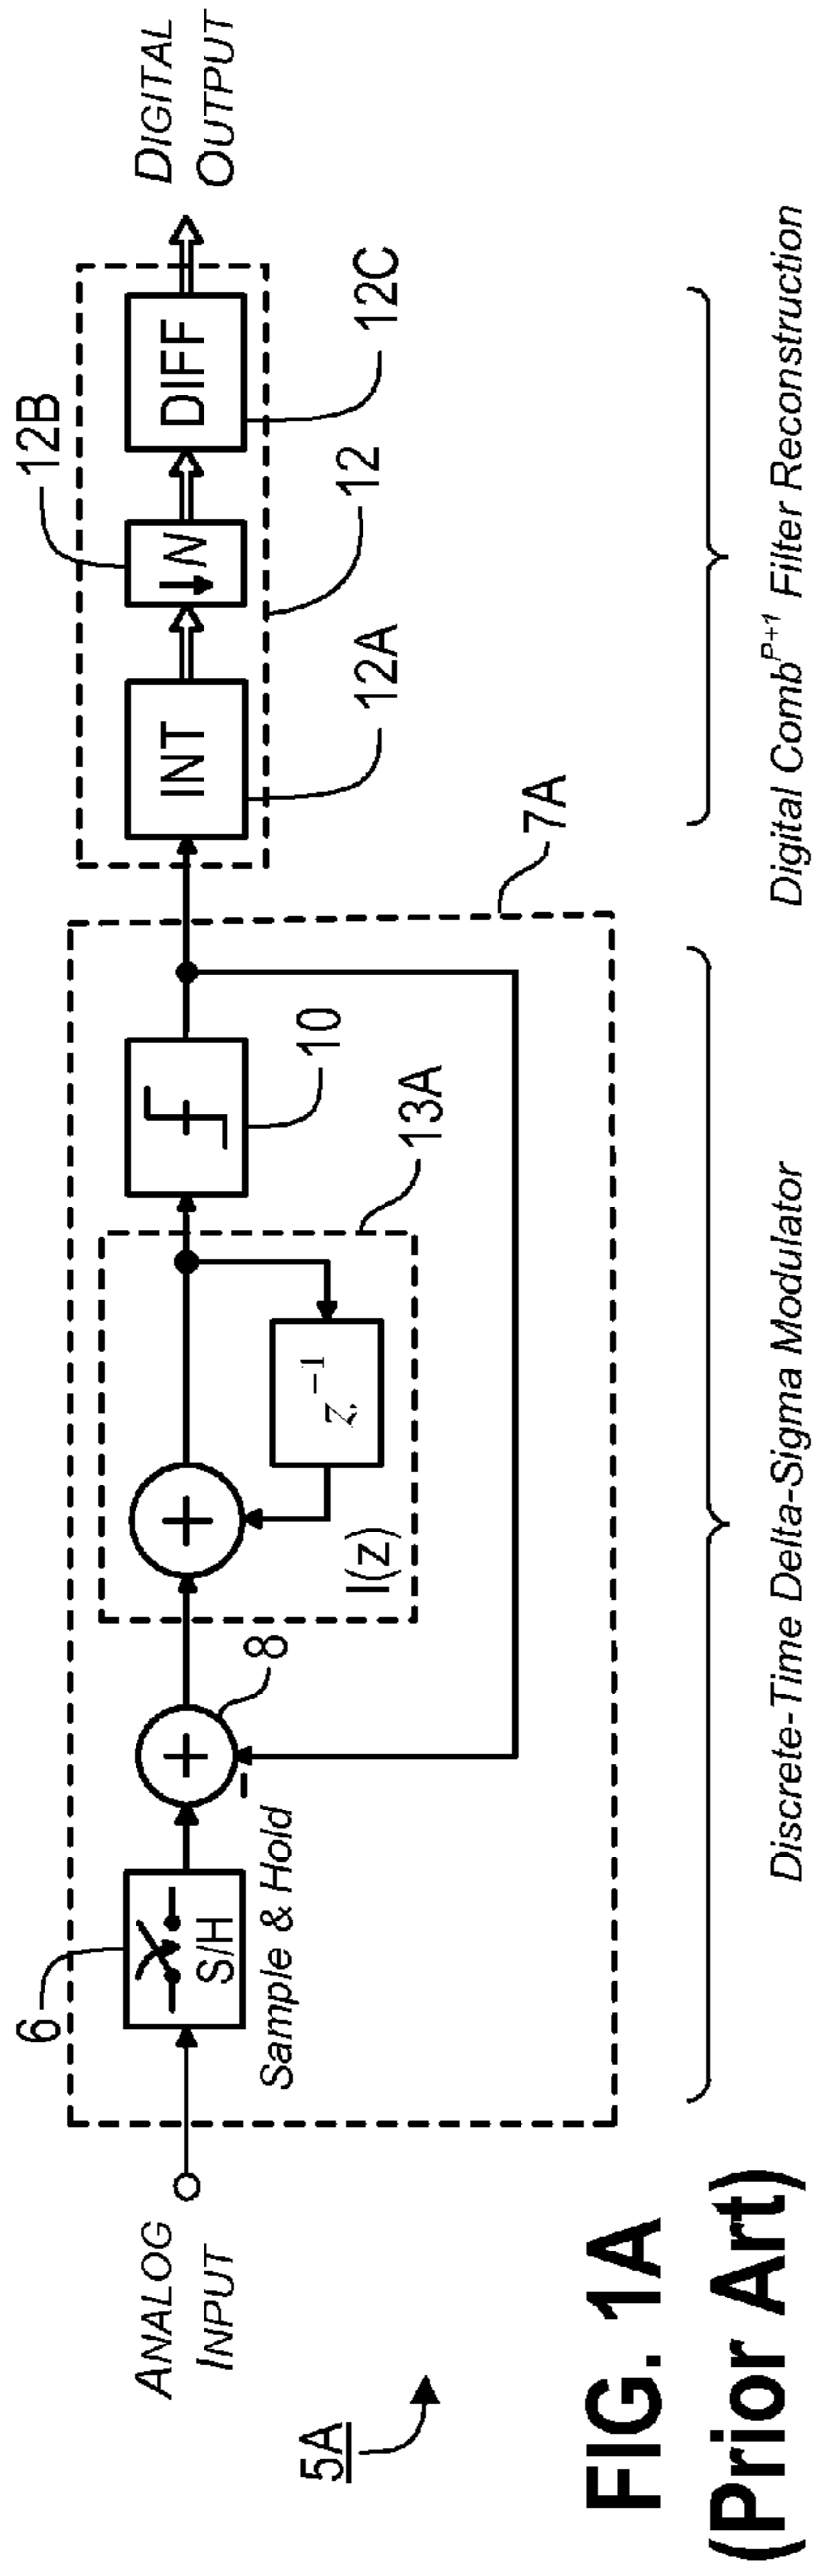 ANALOG
INPUT
6
S/H
Sample & Hold
+
–
8
+
z⁻¹
I(z)
13A
10
7A
INT
12A
↓N
12B
DIFF
12C
12
DIGITAL
OUTPUT
Discrete-Time Delta-Sigma Modulator
Digital Comb^P+1 Filter Reconstruction
5A
FIG. 1A
(Prior Art)